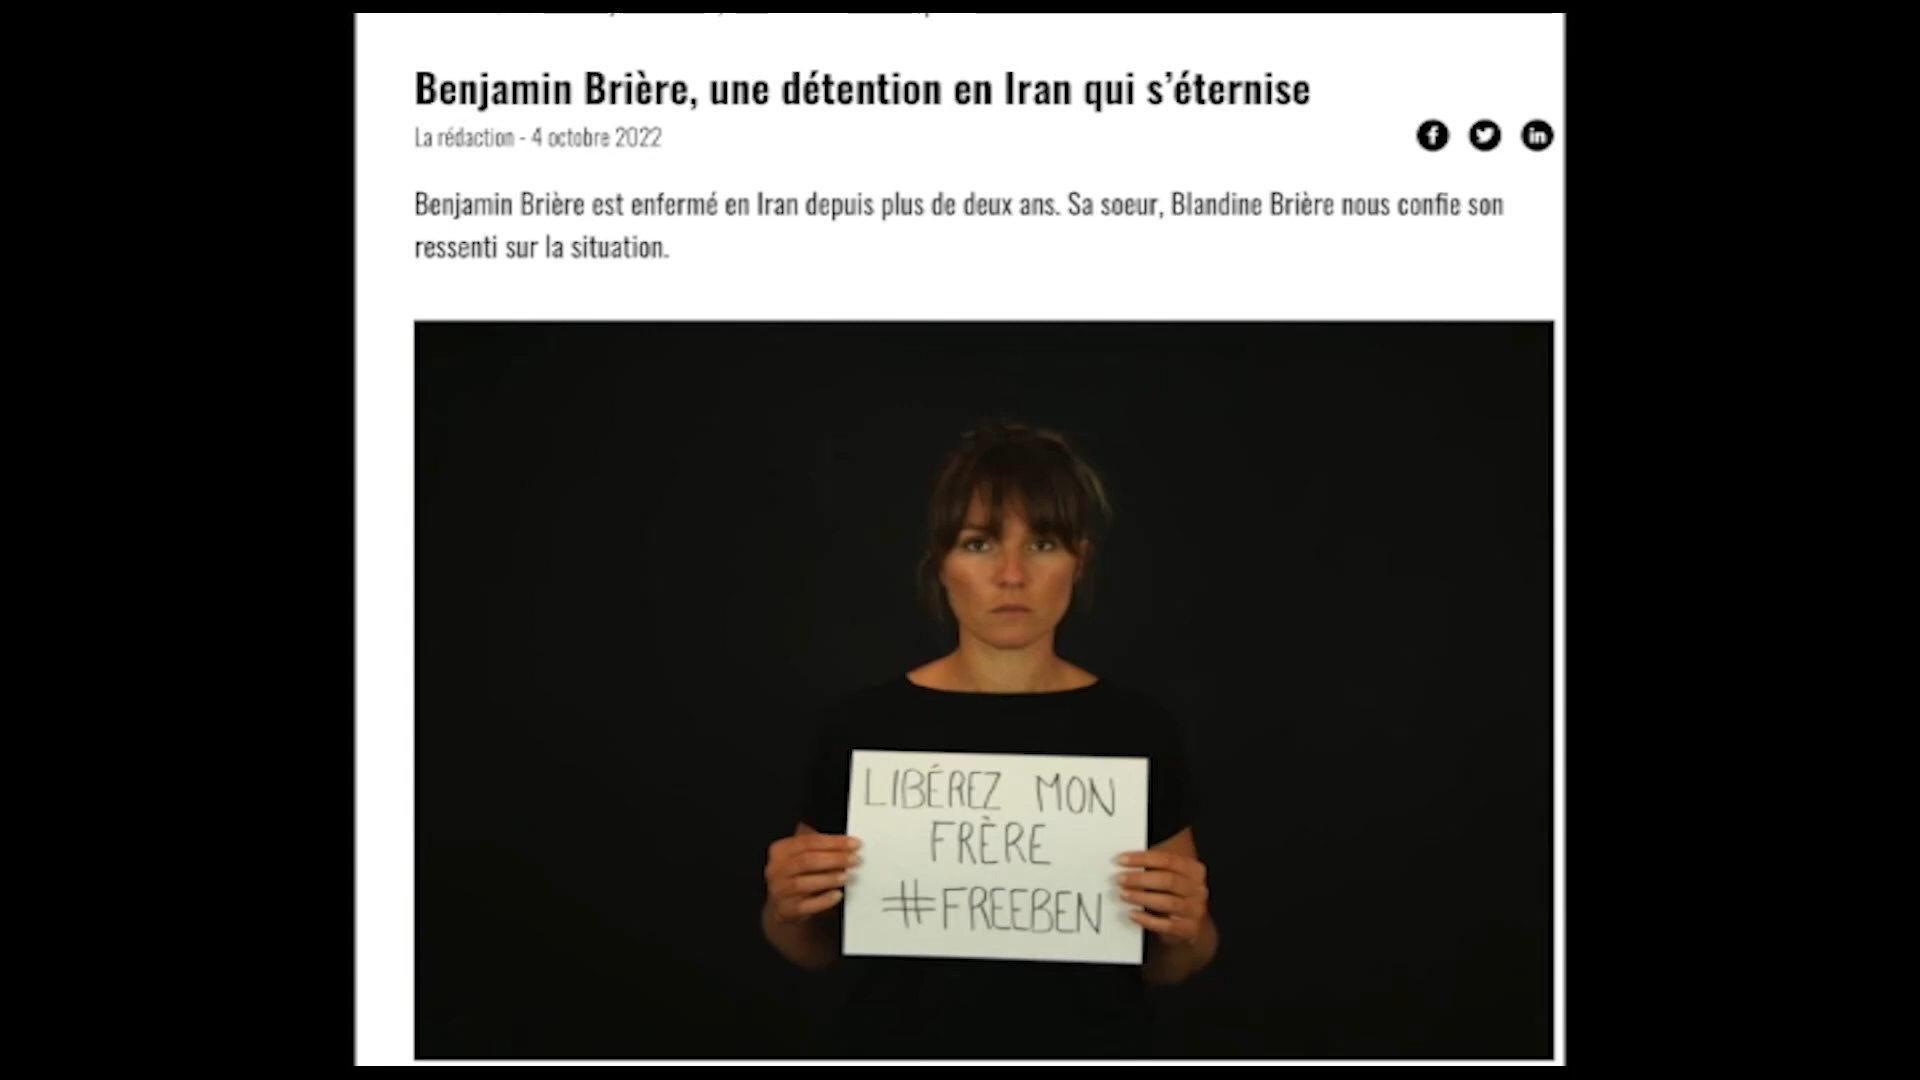 Benjamin Brière, une détention en Iran qui s’éternise
La rédaction - 4 octobre 2022
Benjamin Brière est enfermé en Iran depuis plus de deux ans. Sa soeur, Blandine Brière nous confie son
ressenti sur la situation.
LIBÉREZ MON
FRÈRE
#FREEBEN